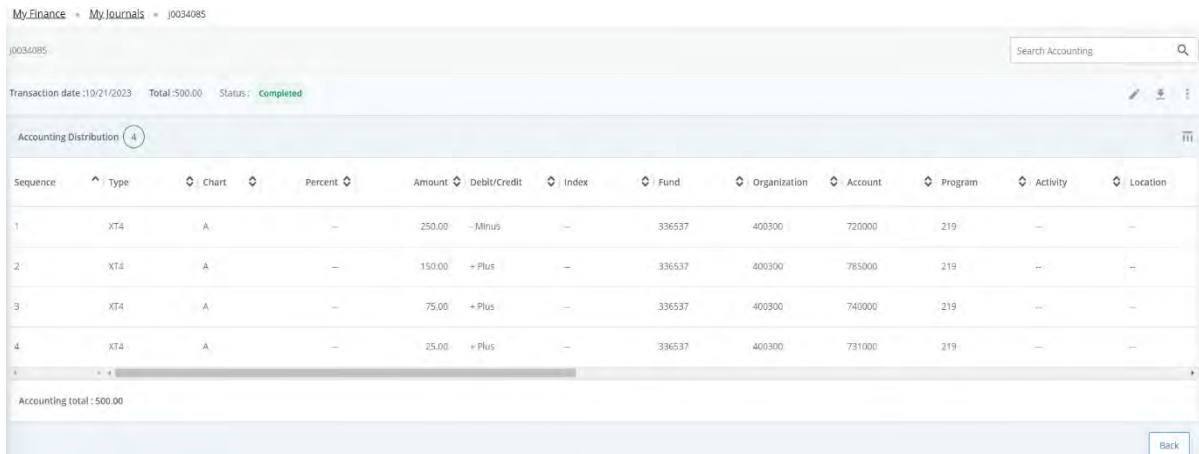 My Finance • My Journals • j0034085
j0034085
Search Accounting
Transaction date :10/21/2023 Total :500.00 Status : Completed
Accounting Distribution 4
Sequence Type Chart Percent Amount Debit/Credit Index Fund Organization Account Program Activity Location
1 XT4 A -- 250.00 - Minus -- 336537 400300 720000 219 -- --
2 XT4 A -- 150.00 + Plus -- 336537 400300 785000 219 -- --
3 XT4 A -- 75.00 + Plus -- 336537 400300 740000 219 -- --
4 XT4 A -- 25.00 + Plus -- 336537 400300 731000 219 -- --
Accounting total : 500.00
Back